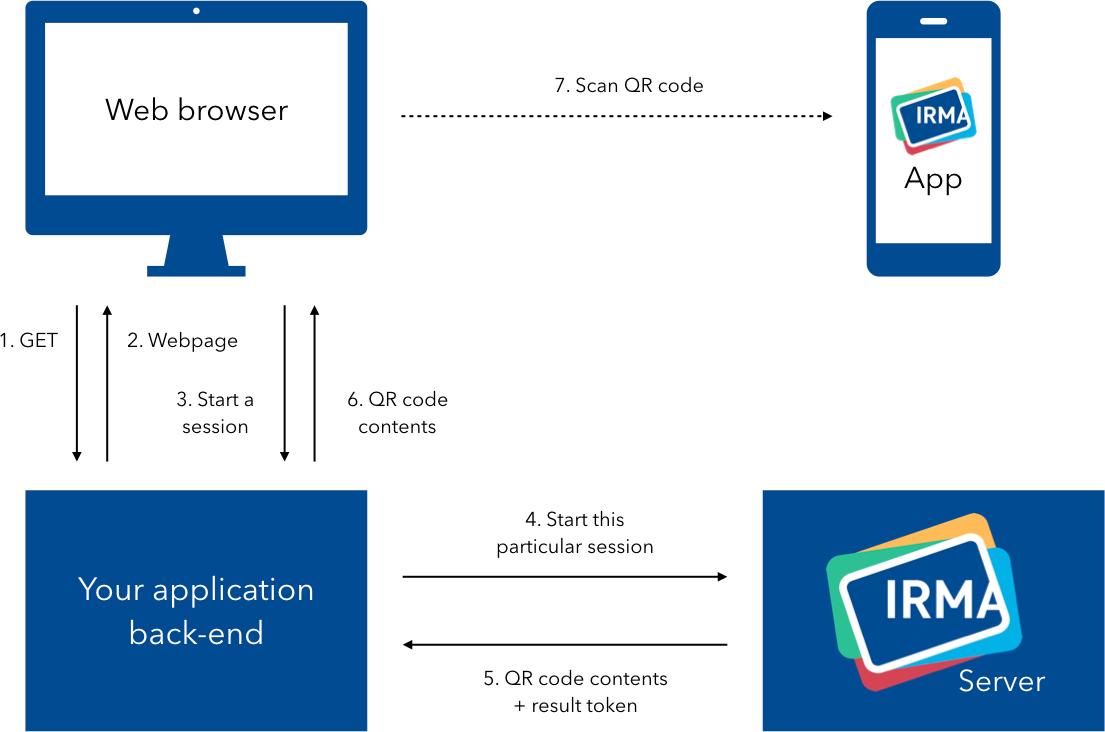 Web browser
7. Scan QR code
IRMA
App
1. GET
2. Webpage
3. Start a
session
6. QR code
contents
Your application
back-end
4. Start this
particular session
5. QR code contents
+ result token
IRMA
Server